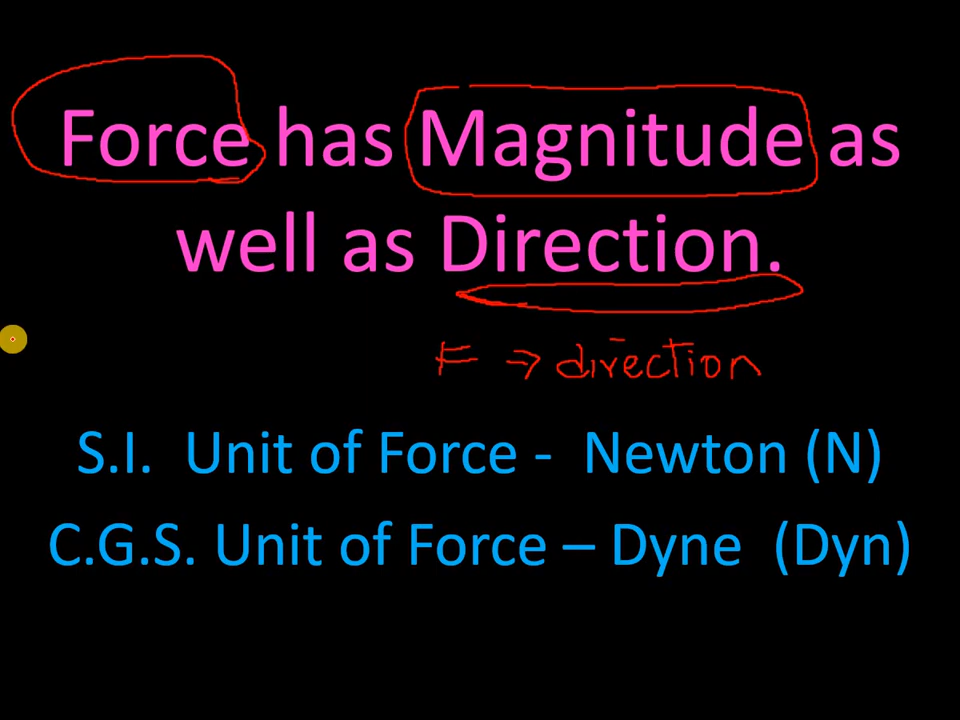 Force has Magnitude as
well as Direction.
F → direction
S.I. Unit of Force - Newton (N)
C.G.S. Unit of Force – Dyne (Dyn)